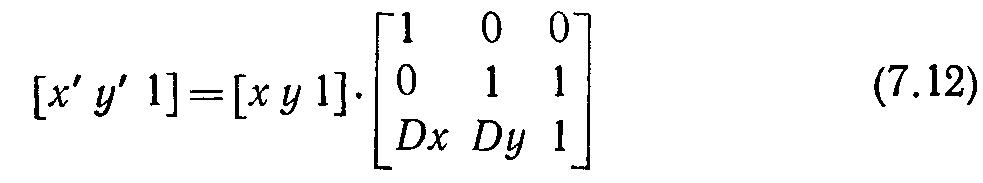 [x′ y′ 1]=[x y 1]·[1 0 0
0 1 1
Dx Dy 1] (7.12)